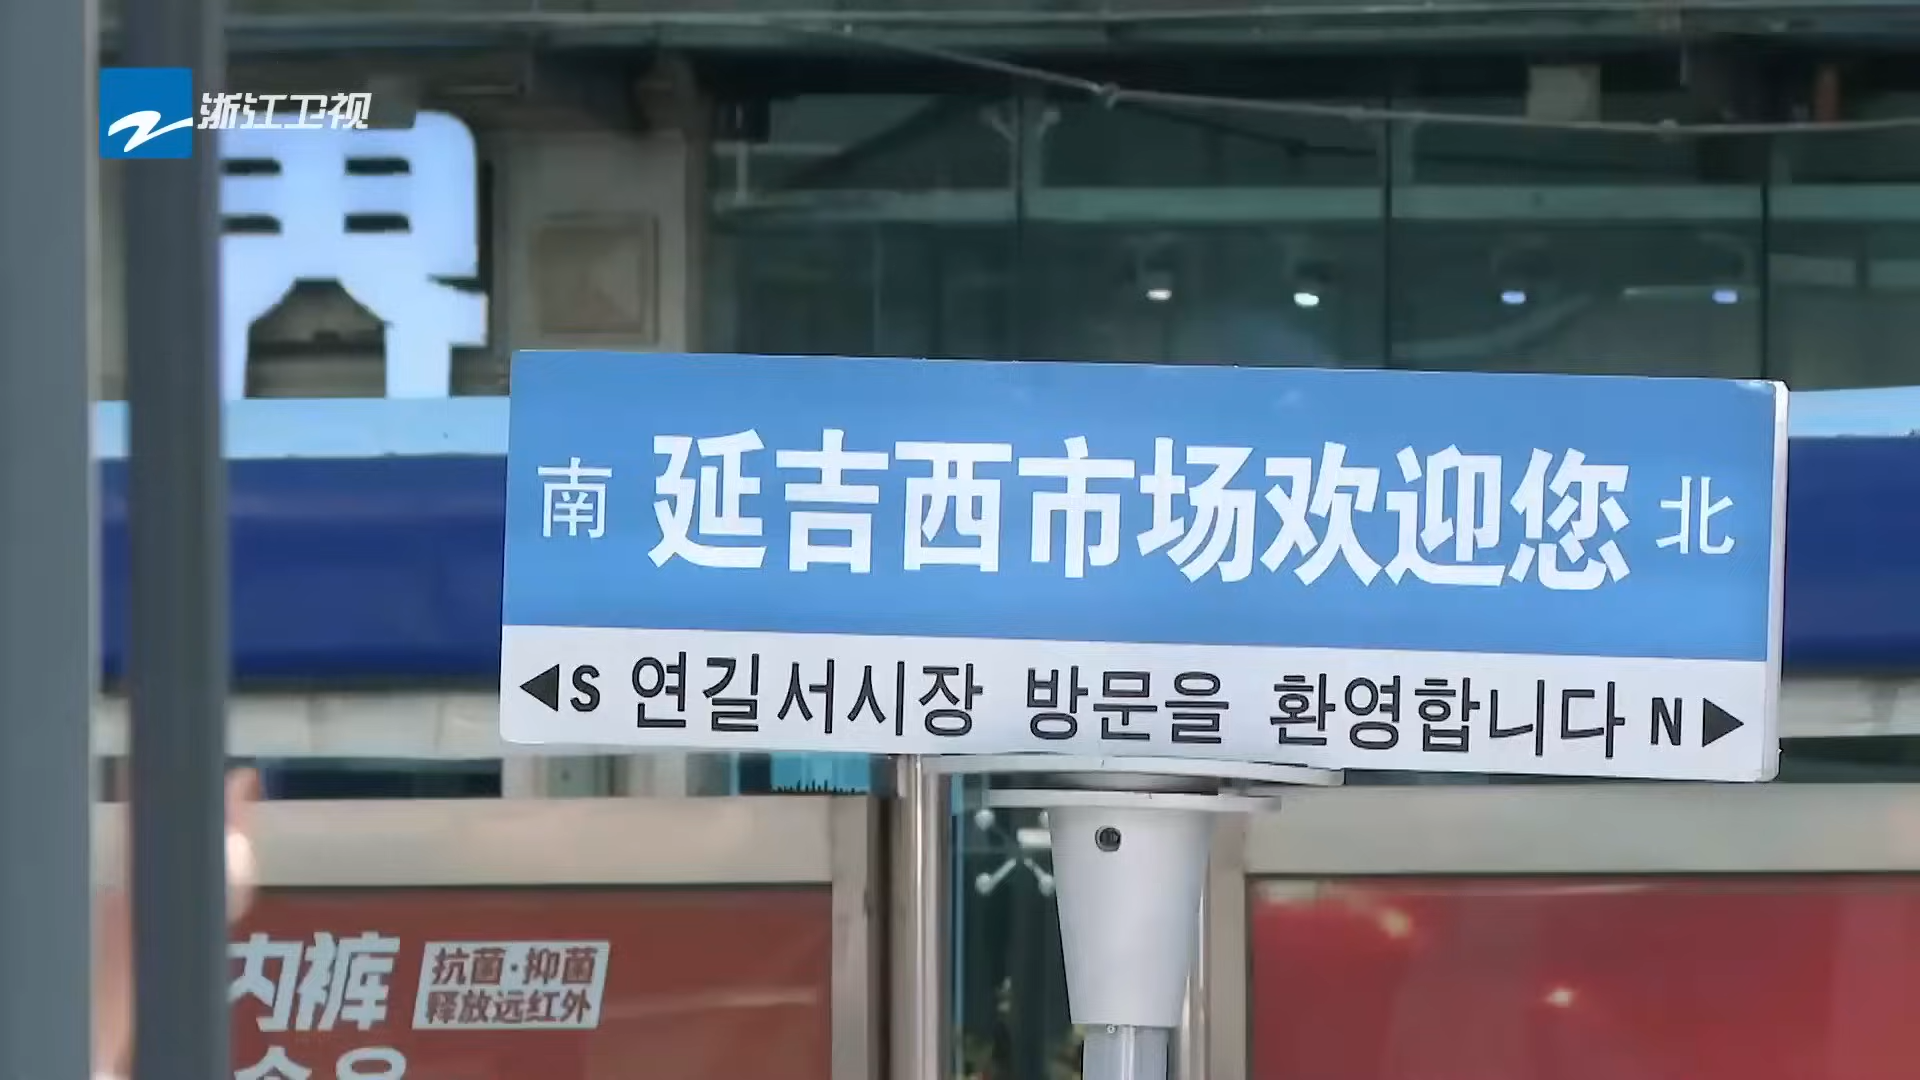 浙江卫视
南 延吉西市场欢迎您 北
◀S 연길서시장 방문을 환영합니다 N▶
内裤
抗菌·抑菌
释放远红外